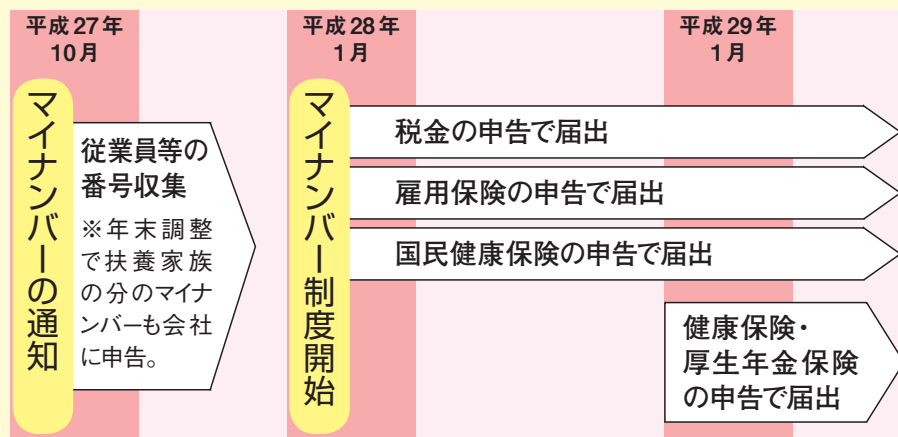 平成27年
10月
平成28年
1月
平成29年
1月
マイナンバーの通知
従業員等の
番号収集
※年末調整
で扶養家族
の分のマイナ
ンバーも会社
に申告。
マイナンバー制度開始
税金の申告で届出
雇用保険の申告で届出
国民健康保険の申告で届出
健康保険・
厚生年金保険
の申告で届出